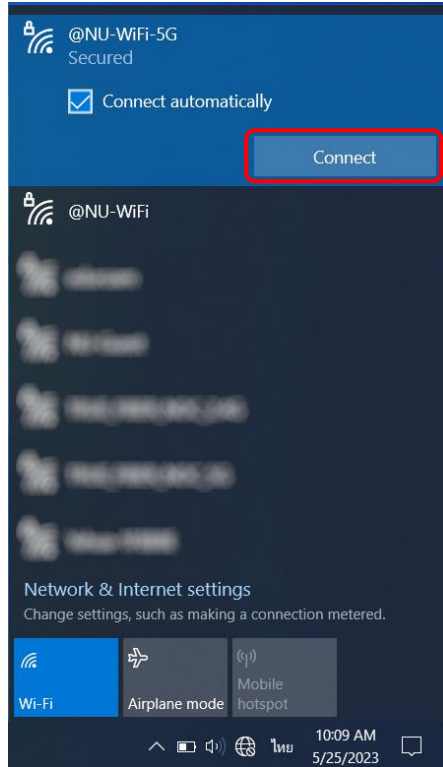 @NU-WiFi-5G
Secured
Connect automatically
Connect
@NU-WiFi
Network & Internet settings
Change settings, such as making a connection metered.
Wi-Fi
Airplane mode
Mobile
hotspot
ไทย
10:09 AM
5/25/2023